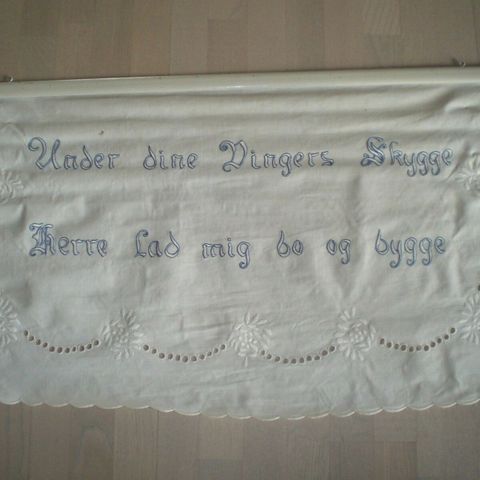 Under dine Vingers Skygge
Herre lad mig bo og bygge